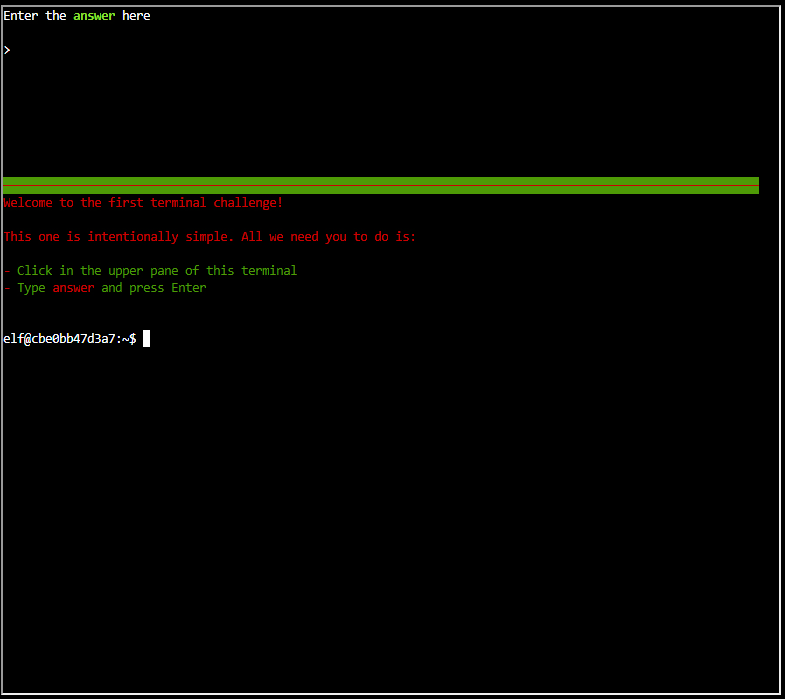 Enter the answer here
>
Welcome to the first terminal challenge!
This one is intentionally simple. All we need you to do is:
- Click in the upper pane of this terminal
- Type answer and press Enter
elf@cbe0bb47d3a7:~$